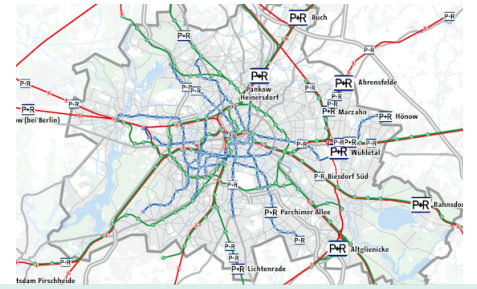 P+R Buch
P+R
P+R
P+R
P+R
Pankow
Heinersdorf
P+R
P+R
P+R
P+R
P+R
Ahrensfelde
P+R
P+R
P+R
Marzahn
P+R
Hönow
P+R
ow (bei Berlin)
P+R
P+R
P+R
Wuhletal
P+R Biesdorf Süd
P+R
P+R
Rahnsdo
P+R Parchimer Allee
P+R
P+R
P+R
Altglienicke
P+R
P+R
P+R
P+R Lichtenrade
tsdam Pirschheide